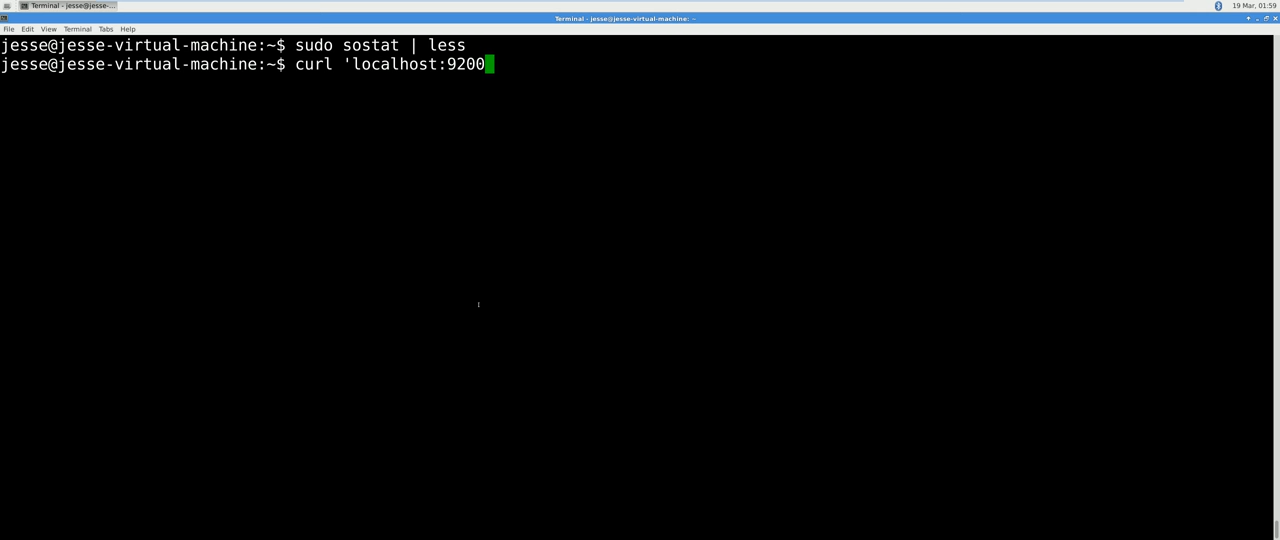 Terminal - jesse@jesse-...
19 Mar, 01:59
Terminal - jesse@jesse-virtual-machine: ~
File Edit View Terminal Tabs Help
jesse@jesse-virtual-machine:~$ sudo sostat | less
jesse@jesse-virtual-machine:~$ curl 'localhost:9200